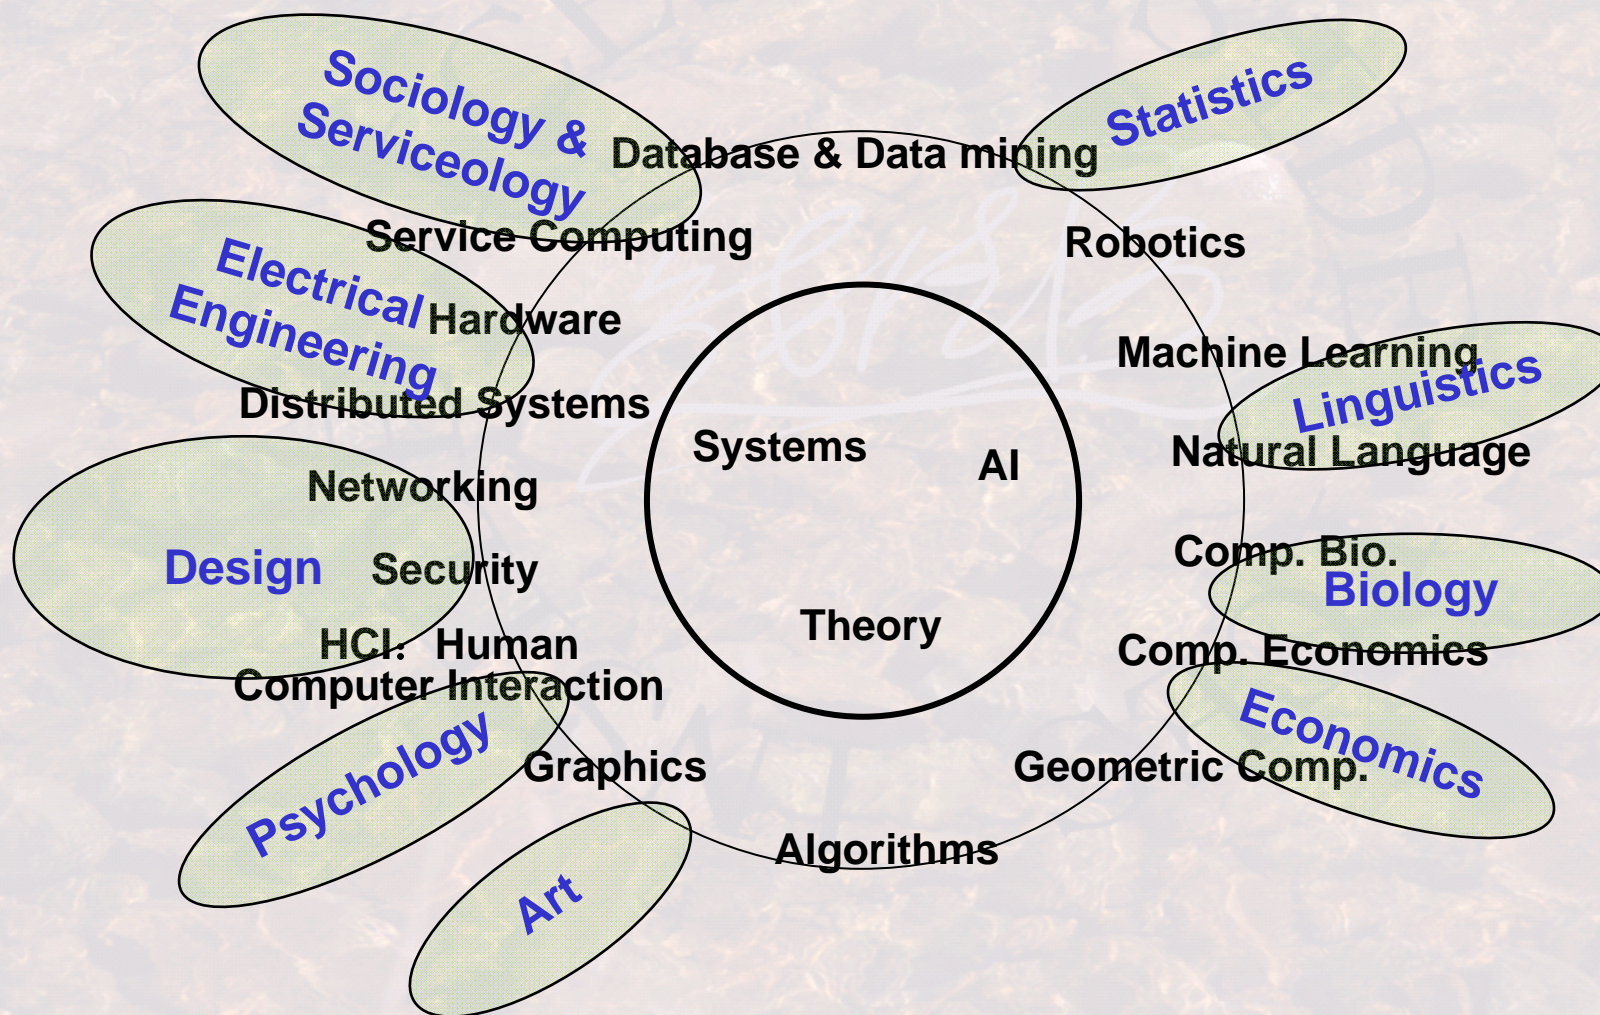 Sociology &
Serviceology
Statistics
Database & Data mining
Service Computing
Robotics
Electrical
Engineering
Hardware
Machine Learning
Linguistics
Distributed Systems
Systems
AI
Natural Language
Networking
Comp. Bio.
Design
Security
Biology
Theory
HCI： Human
Computer Interaction
Comp. Economics
Economics
Psychology
Graphics
Geometric Comp.
Algorithms
Art